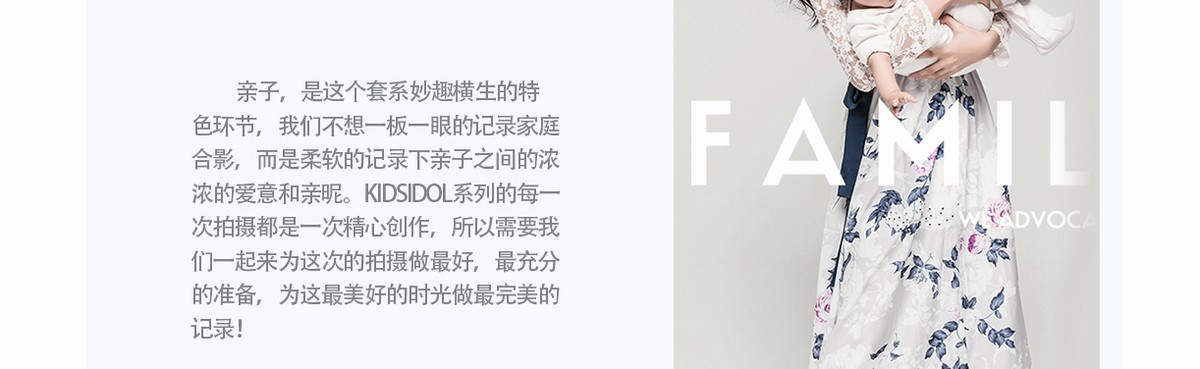 亲子，是这个套系妙趣横生的特
色环节，我们不想一板一眼的记录家庭
合影，而是柔软的记录下亲子之间的浓
浓的爱意和亲昵。KIDSIDOL系列的每一
次拍摄都是一次精心创作，所以需要我
们一起来为这次的拍摄做最好，最充分
的准备，为这最美好的时光做最完美的
记录！
FAMIL
WE ADVOCA